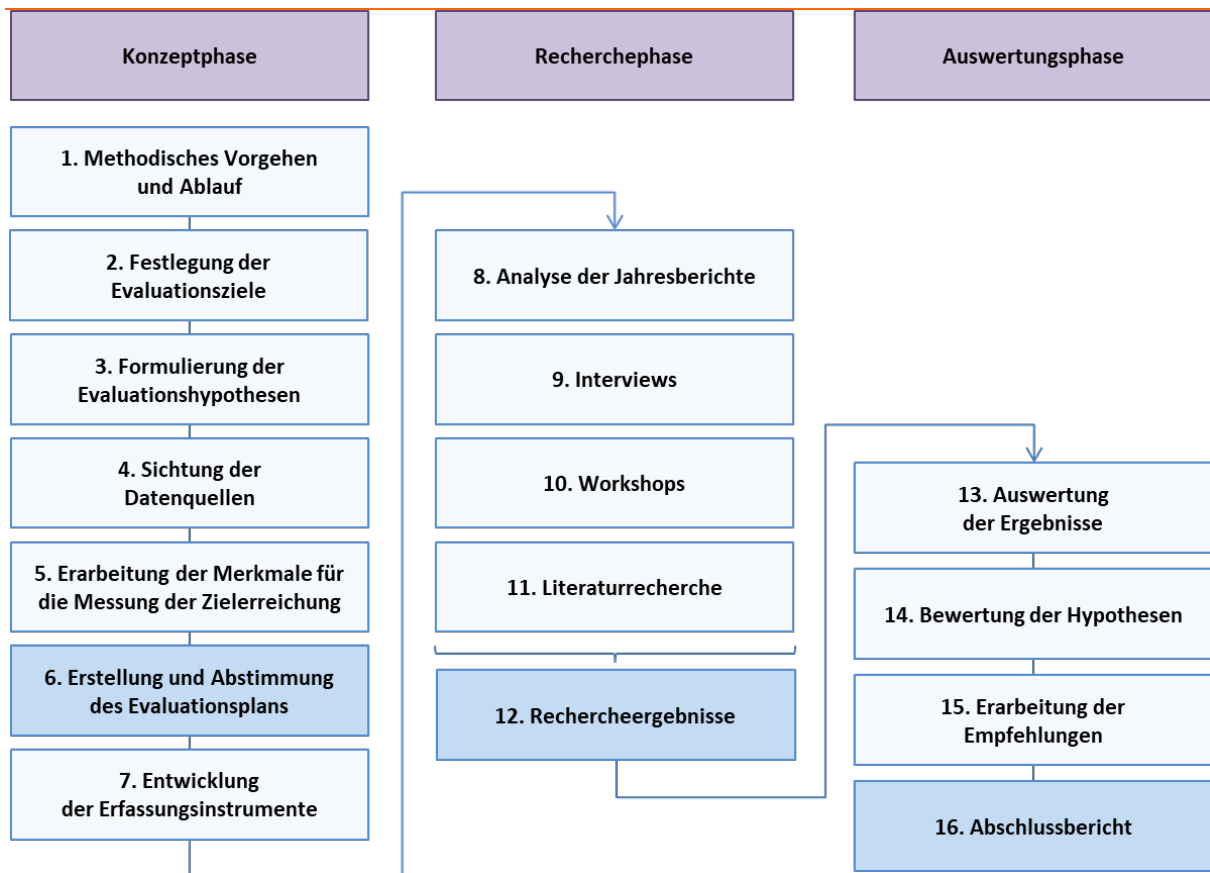 Konzeptphase
Recherchephase
Auswertungsphase
1. Methodisches Vorgehen
und Ablauf
2. Festlegung der
Evaluationsziele
3. Formulierung der
Evaluationshypothesen
4. Sichtung der
Datenquellen
5. Erarbeitung der Merkmale für
die Messung der Zielerreichung
6. Erstellung und Abstimmung
des Evaluationsplans
7. Entwicklung
der Erfassungsinstrumente
8. Analyse der Jahresberichte
9. Interviews
10. Workshops
11. Literaturrecherche
12. Rechercheergebnisse
13. Auswertung
der Ergebnisse
14. Bewertung der Hypothesen
15. Erarbeitung der
Empfehlungen
16. Abschlussbericht